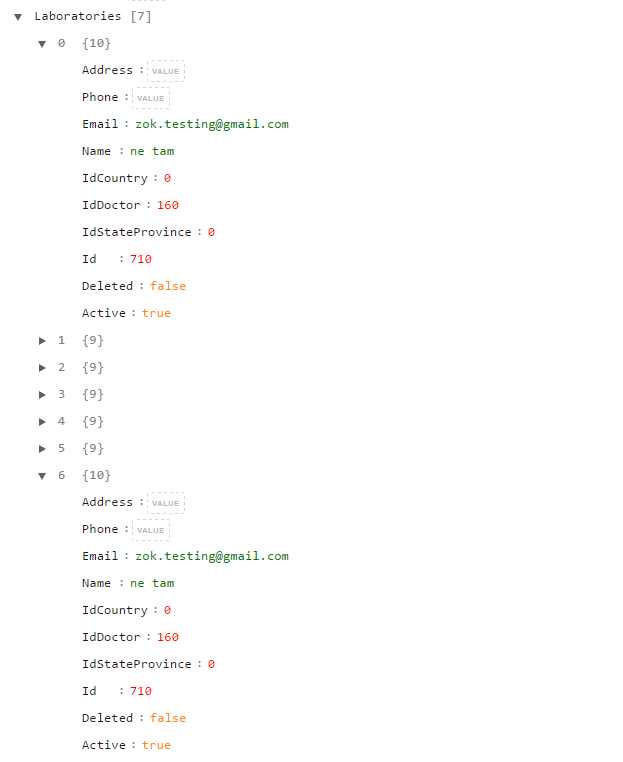 Laboratories [7]
0 {10}
Address : VALUE
Phone : VALUE
Email : zok.testing@gmail.com
Name : ne tam
IdCountry : 0
IdDoctor : 160
IdStateProvince : 0
Id : 710
Deleted : false
Active : true
1 {9}
2 {9}
3 {9}
4 {9}
5 {9}
6 {10}
Address : VALUE
Phone : VALUE
Email : zok.testing@gmail.com
Name : ne tam
IdCountry : 0
IdDoctor : 160
IdStateProvince : 0
Id : 710
Deleted : false
Active : true